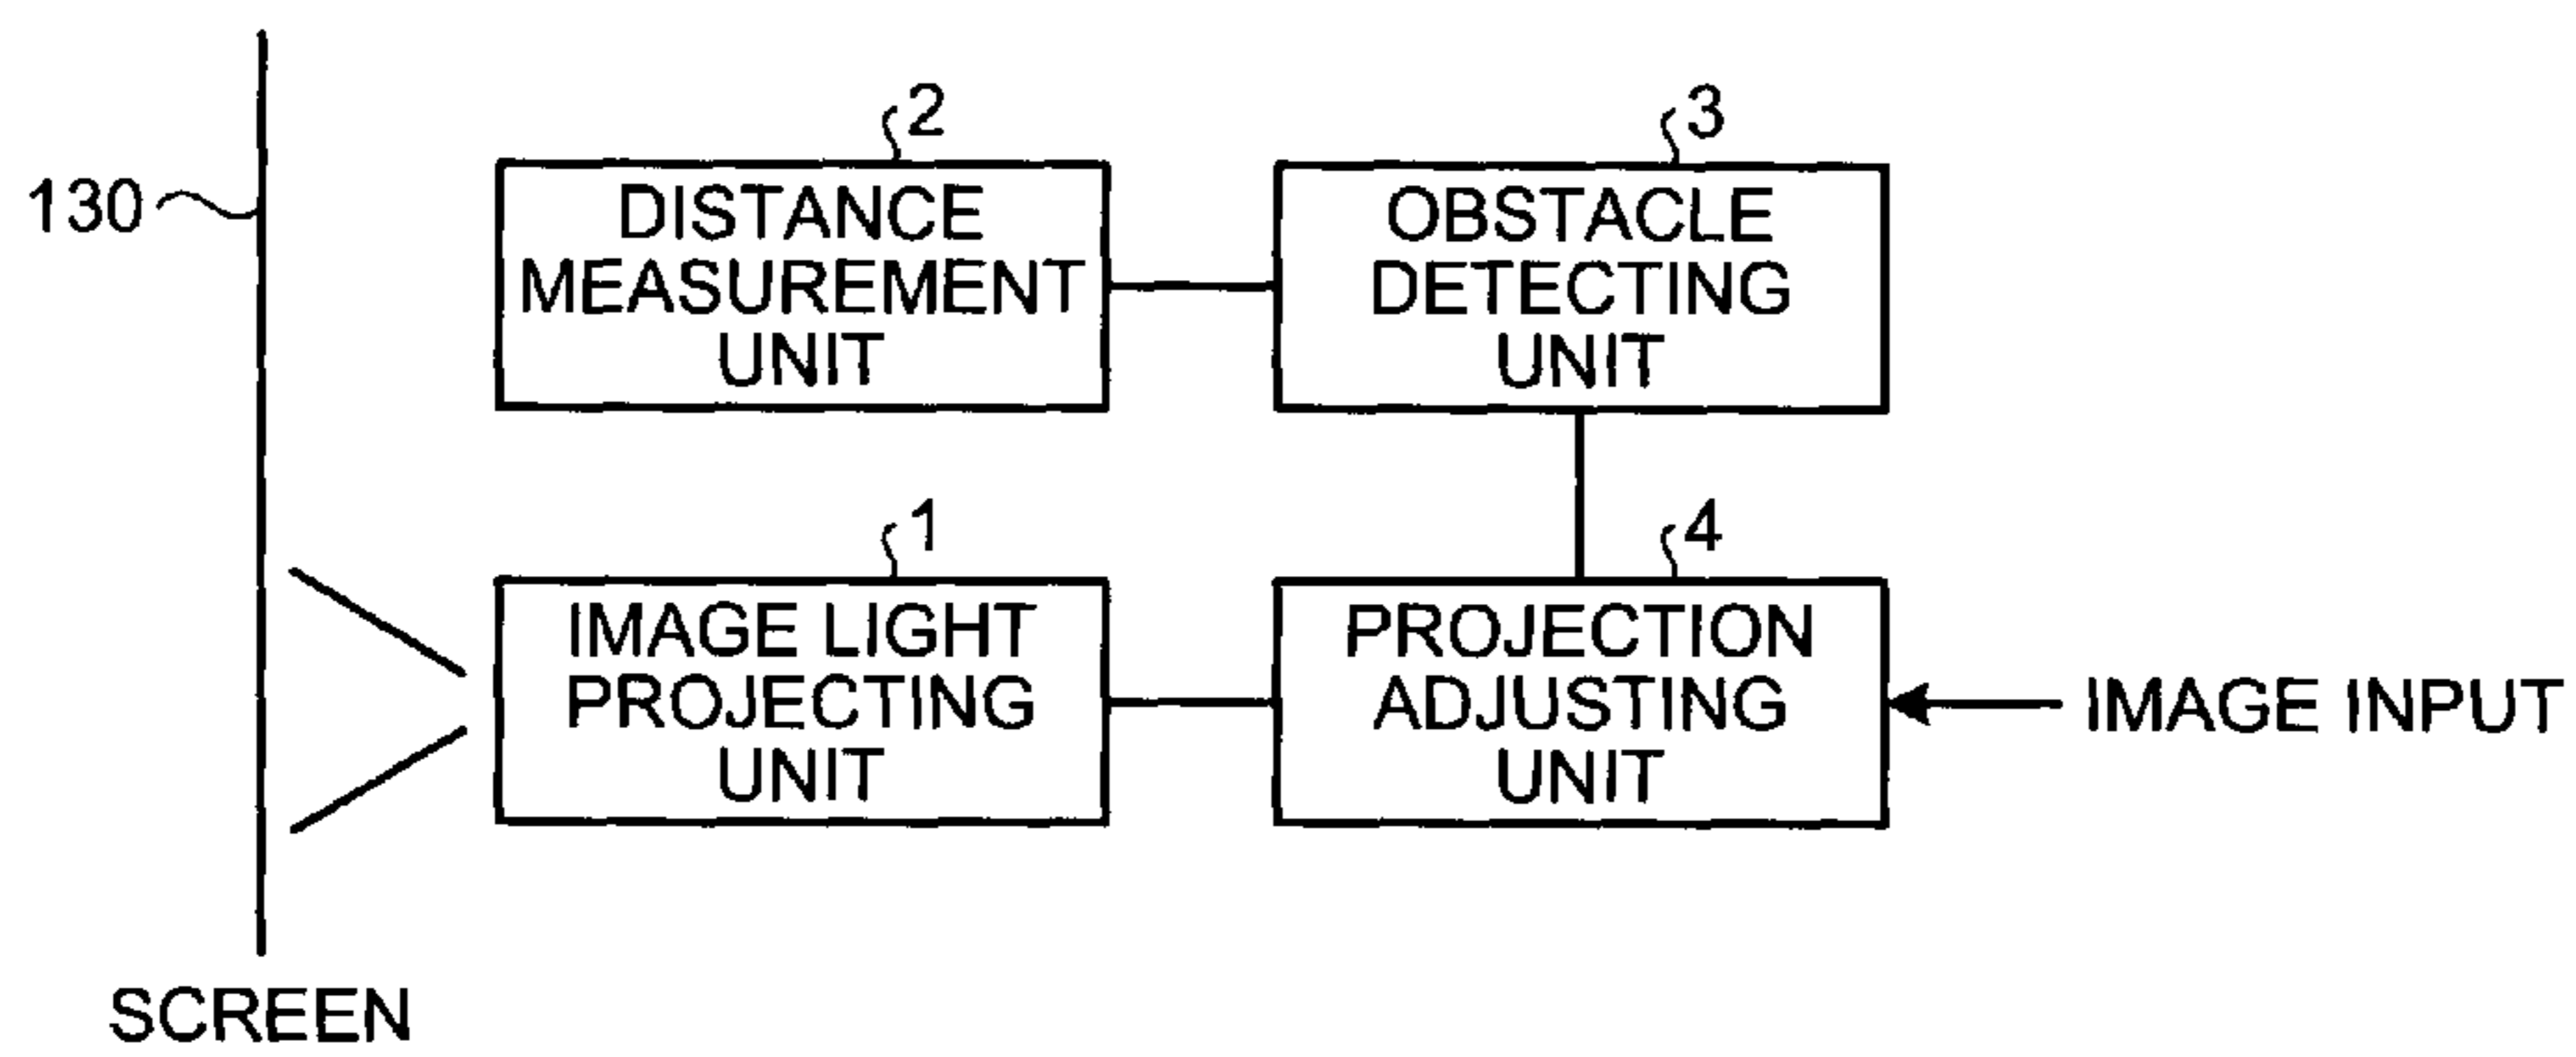 2
3
130
DISTANCE
MEASUREMENT
UNIT
OBSTACLE
DETECTING
UNIT
1
4
IMAGE LIGHT
PROJECTING
UNIT
PROJECTION
ADJUSTING
UNIT
IMAGE INPUT
SCREEN